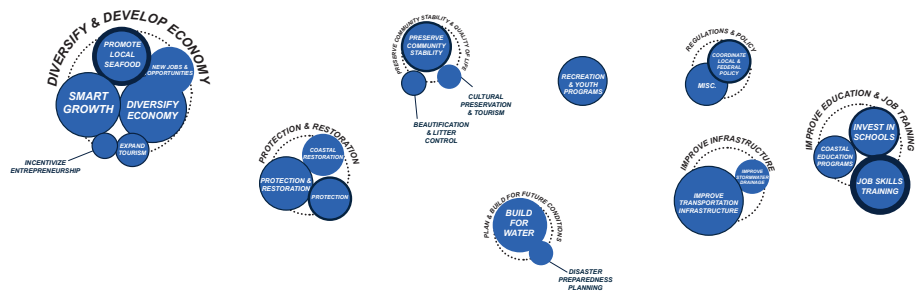 DIVERSIFY & DEVELOP ECONOMY
PROMOTE
LOCAL
SEAFOOD
NEW JOBS &
OPPORTUNITIES
SMART
GROWTH
DIVERSIFY
ECONOMY
EXPAND
TOURISM
INCENTIVIZE
ENTREPRENEURSHIP
PROTECTION & RESTORATION
COASTAL
RESTORATION
PROTECTION &
RESTORATION
PROTECTION
PRESERVE COMMUNITY STABILITY & QUALITY OF LIFE
PRESERVE
COMMUNITY
STABILITY
CULTURAL
PRESERVATION
& TOURISM
BEAUTIFICATION
& LITTER
CONTROL
PLAN & BUILD FOR FUTURE CONDITIONS
BUILD
FOR
WATER
DISASTER
PREPAREDNESS
PLANNING
RECREATION
& YOUTH
PROGRAMS
REGULATIONS & POLICY
COORDINATE
LOCAL &
FEDERAL
POLICY
MISC.
IMPROVE INFRASTRUCTURE
IMPROVE
STORMWATER
DRAINAGE
IMPROVE
TRANSPORTATION
INFRASTRUCTURE
IMPROVE EDUCATION & JOB TRAINING
INVEST IN
SCHOOLS
COASTAL
EDUCATION
PROGRAMS
JOB SKILLS
TRAINING